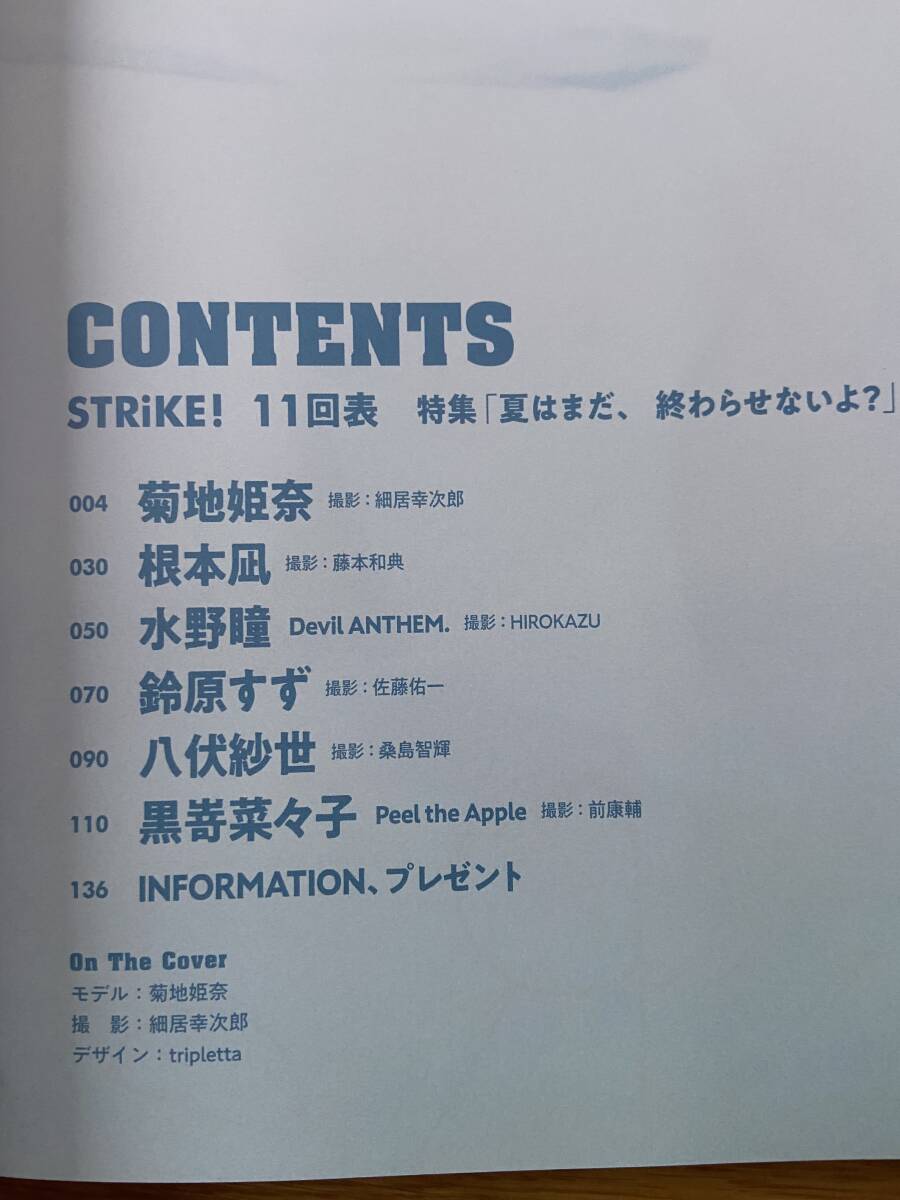 CONTENTS
STRiKE! 11回表 特集「夏はまだ、終わらせないよ?」
004 菊地姫奈 撮影:細居幸次郎
030 根本凪 撮影:藤本和典
050 水野瞳 Devil ANTHEM. 撮影:HIROKAZU
070 鈴原すず 撮影:佐藤佑一
090 八伏紗世 撮影:桑島智輝
110 黒嵜菜々子 Peel the Apple 撮影:前康輔
136 INFORMATION、プレゼント
On The Cover
モデル:菊地姫奈
撮 影:細居幸次郎
デザイン:tripletta